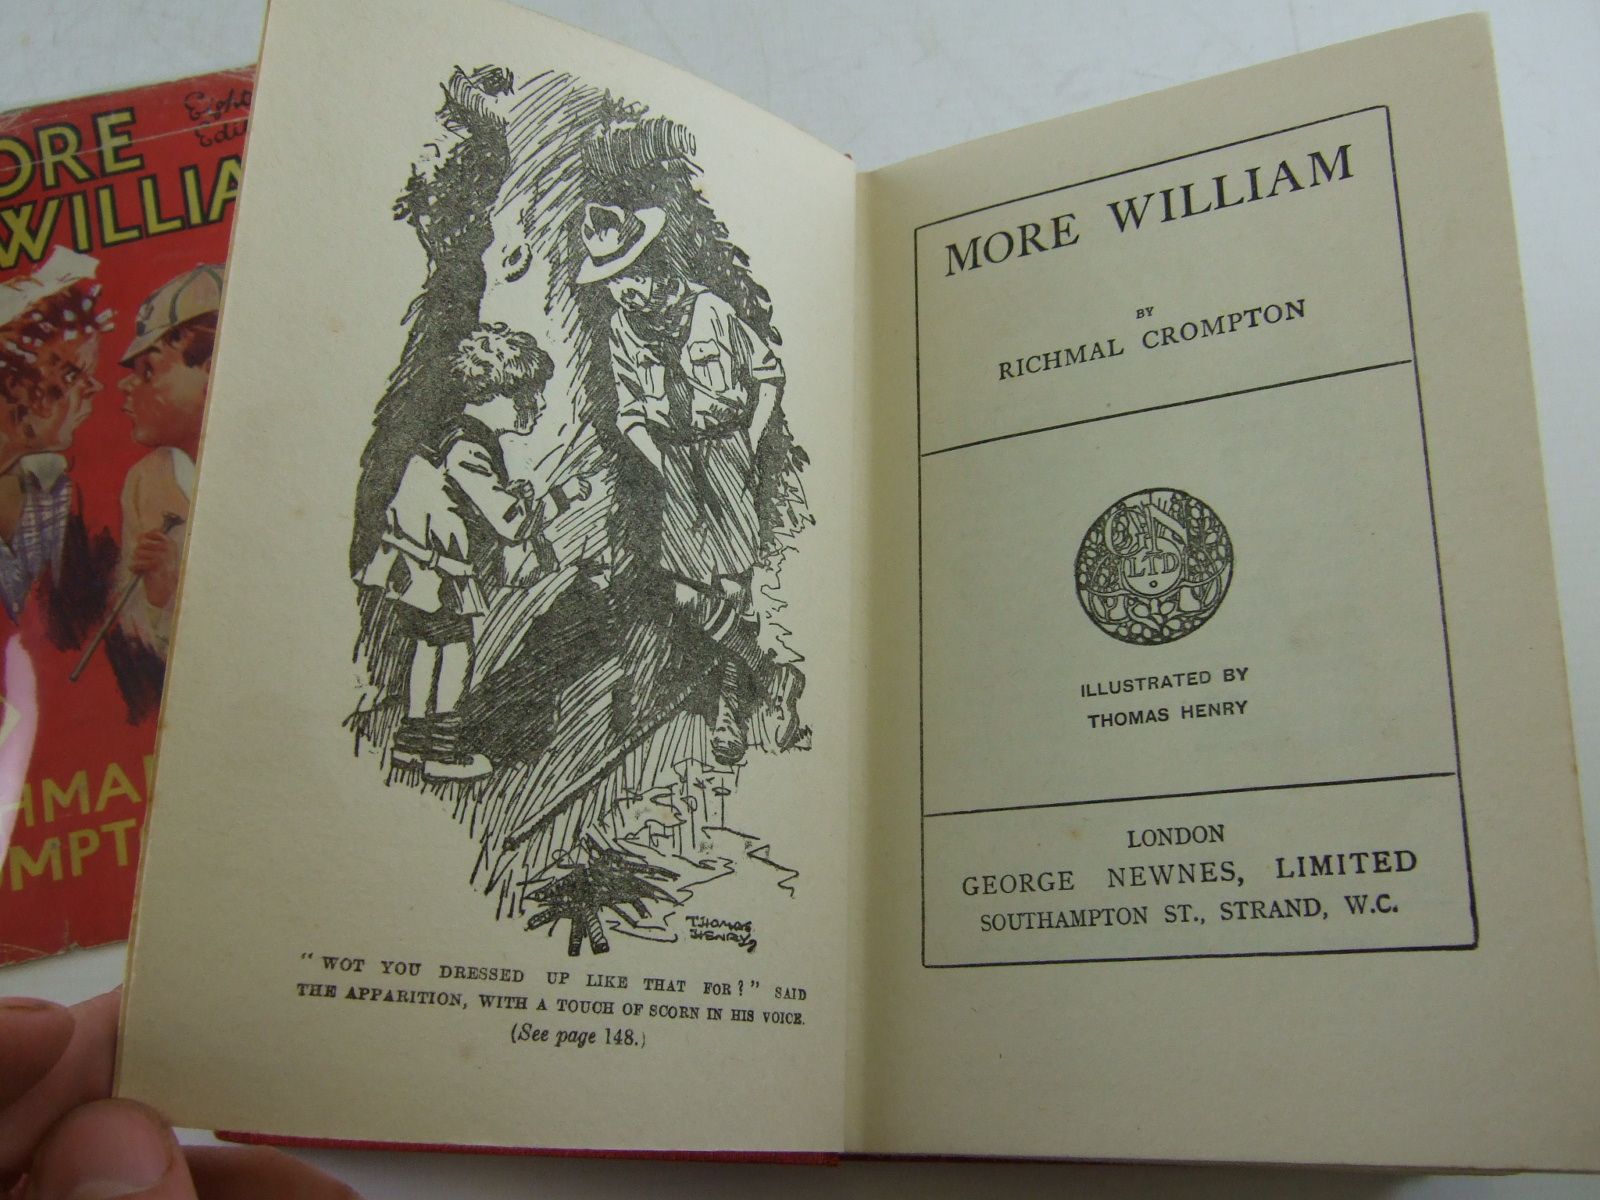 ORE
WILLIA
HMA
OMPT
THOMAS
HENRY
"WOT YOU DRESSED UP LIKE THAT FOR?" SAID
THE APPARITION, WITH A TOUCH OF SCORN IN HIS VOICE.
(See page 148.)
MORE WILLIAM
BY
RICHMAL CROMPTON
LTD
ILLUSTRATED BY
THOMAS HENRY
LONDON
GEORGE NEWNES, LIMITED
SOUTHAMPTON ST., STRAND, W.C.